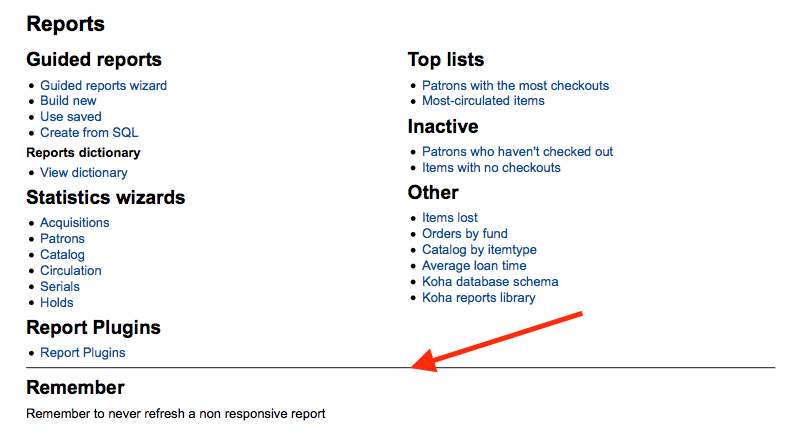 Reports
Guided reports
Guided reports wizard
Build new
Use saved
Create from SQL
Reports dictionary
View dictionary
Statistics wizards
Acquisitions
Patrons
Catalog
Circulation
Serials
Holds
Report Plugins
Report Plugins
Top lists
Patrons with the most checkouts
Most-circulated items
Inactive
Patrons who haven't checked out
Items with no checkouts
Other
Items lost
Orders by fund
Catalog by itemtype
Average loan time
Koha database schema
Koha reports library
Remember
Remember to never refresh a non responsive report